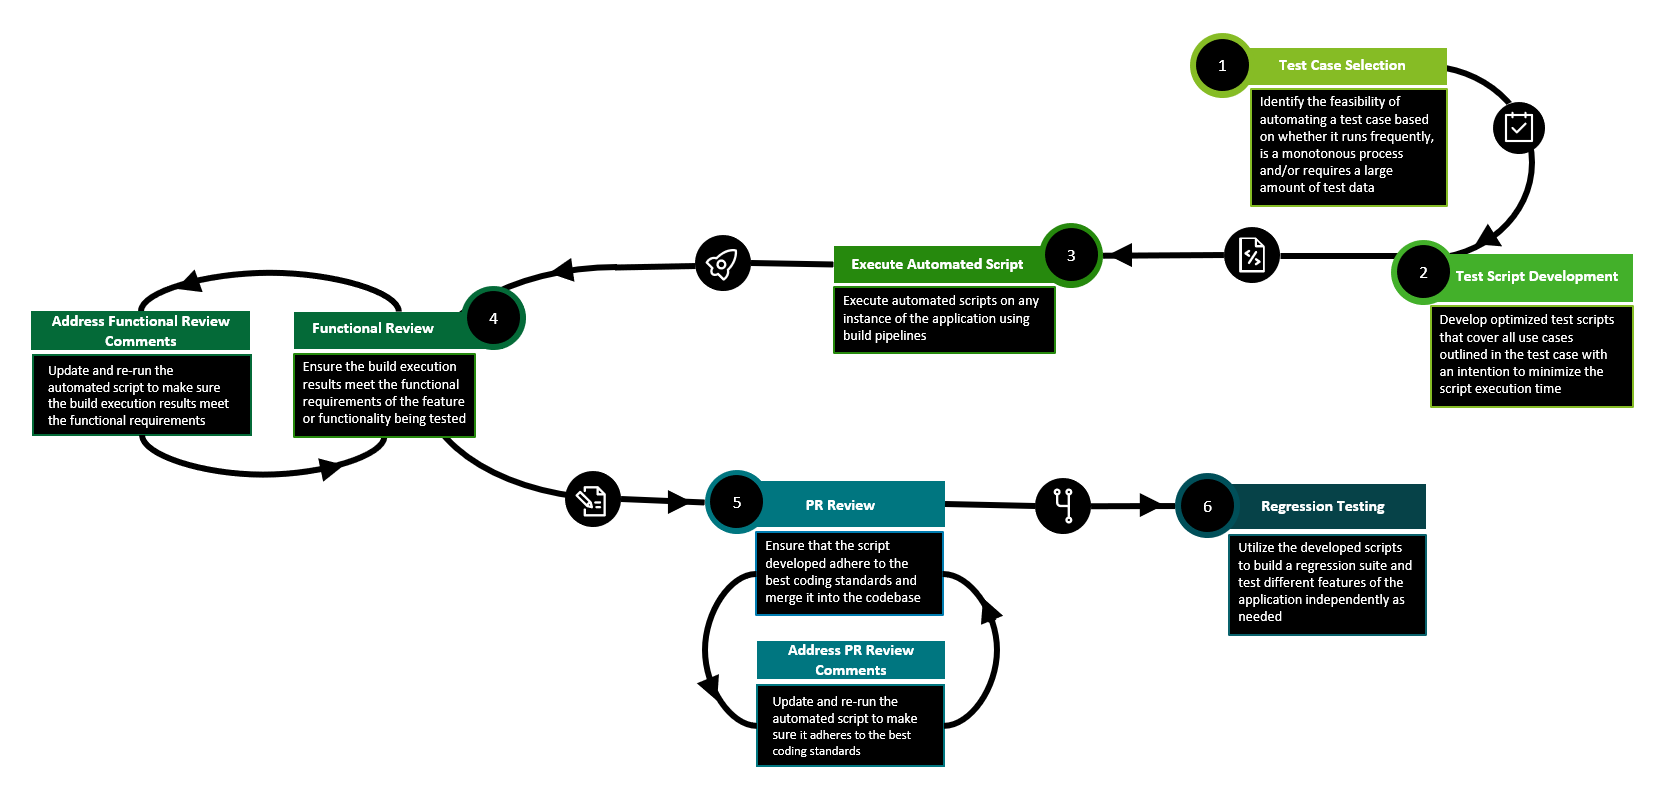 1
Test Case Selection
Identify the feasibility of
automating a test case based
on whether it runs frequently,
is a monotonous process
and/or requires a large
amount of test data
2
Test Script Development
Develop optimized test scripts
that cover all use cases
outlined in the test case with
an intention to minimize the
script execution time
3
Execute Automated Script
Execute automated scripts on any
instance of the application using
build pipelines
4
Functional Review
Ensure the build execution
results meet the functional
requirements of the feature
or functionality being tested
Address Functional Review
Comments
Update and re-run the
automated script to make sure
the build execution results meet
the functional requirements
5
PR Review
Ensure that the script
developed adhere to the
best coding standards and
merge it into the codebase
Address PR Review
Comments
Update and re-run the
automated script to make
sure it adheres to the best
coding standards
6
Regression Testing
Utilize the developed scripts
to build a regression suite and
test different features of the
application independently as
needed